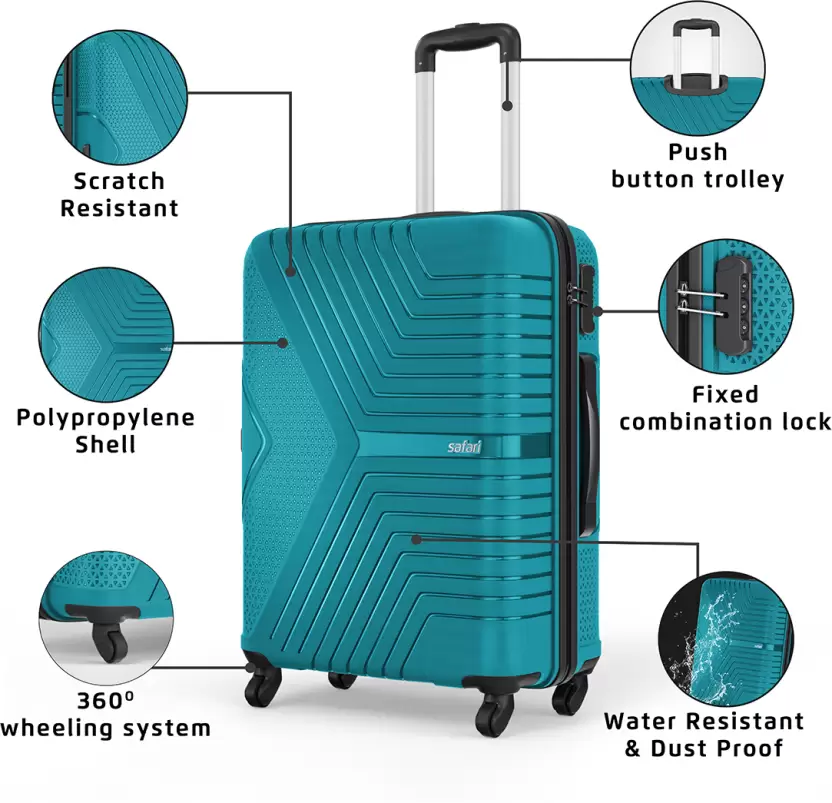 Scratch
Resistant
Push
button trolley
Polypropylene
Shell
Fixed
combination lock
safari
360⁰
wheeling system
Water Resistant
& Dust Proof